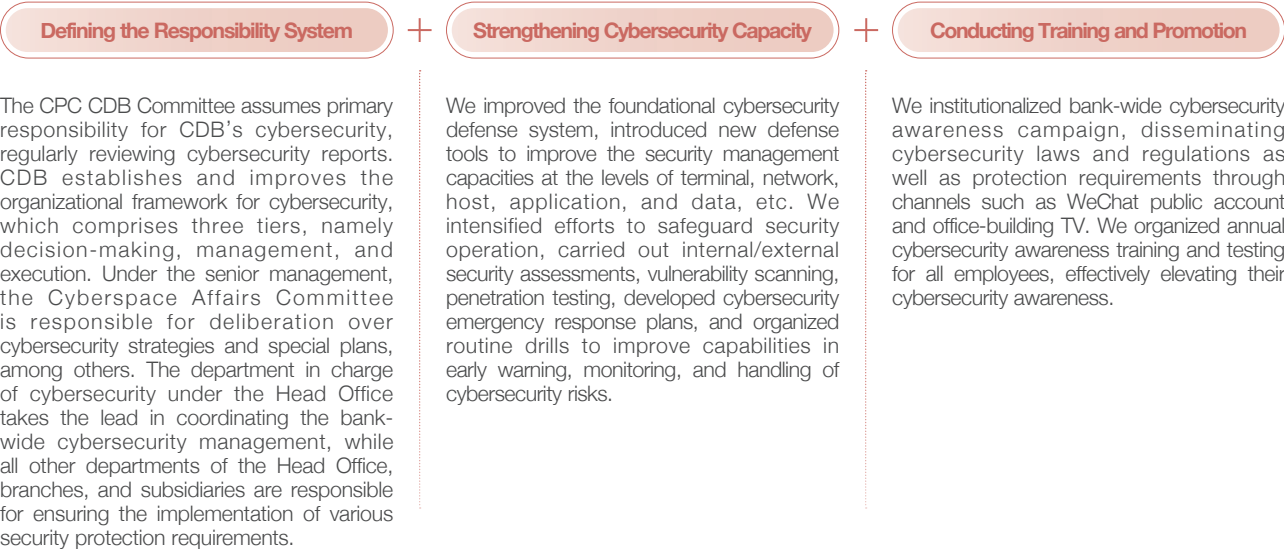 Defining the Responsibility System
The CPC CDB Committee assumes primary
responsibility for CDB's cybersecurity,
regularly reviewing cybersecurity reports.
CDB establishes and improves the
organizational framework for cybersecurity,
which comprises three tiers, namely
decision-making, management, and
execution. Under the senior management,
the Cyberspace Affairs Committee
is responsible for deliberation over
cybersecurity strategies and special plans,
among others. The department in charge
of cybersecurity under the Head Office
takes the lead in coordinating the bank-
wide cybersecurity management, while
all other departments of the Head Office,
branches, and subsidiaries are responsible
for ensuring the implementation of various
security protection requirements.
+
Strengthening Cybersecurity Capacity
We improved the foundational cybersecurity
defense system, introduced new defense
tools to improve the security management
capacities at the levels of terminal, network,
host, application, and data, etc. We
intensified efforts to safeguard security
operation, carried out internal/external
security assessments, vulnerability scanning,
penetration testing, developed cybersecurity
emergency response plans, and organized
routine drills to improve capabilities in
early warning, monitoring, and handling of
cybersecurity risks.
+
Conducting Training and Promotion
We institutionalized bank-wide cybersecurity
awareness campaign, disseminating
cybersecurity laws and regulations as
well as protection requirements through
channels such as WeChat public account
and office-building TV. We organized annual
cybersecurity awareness training and testing
for all employees, effectively elevating their
cybersecurity awareness.